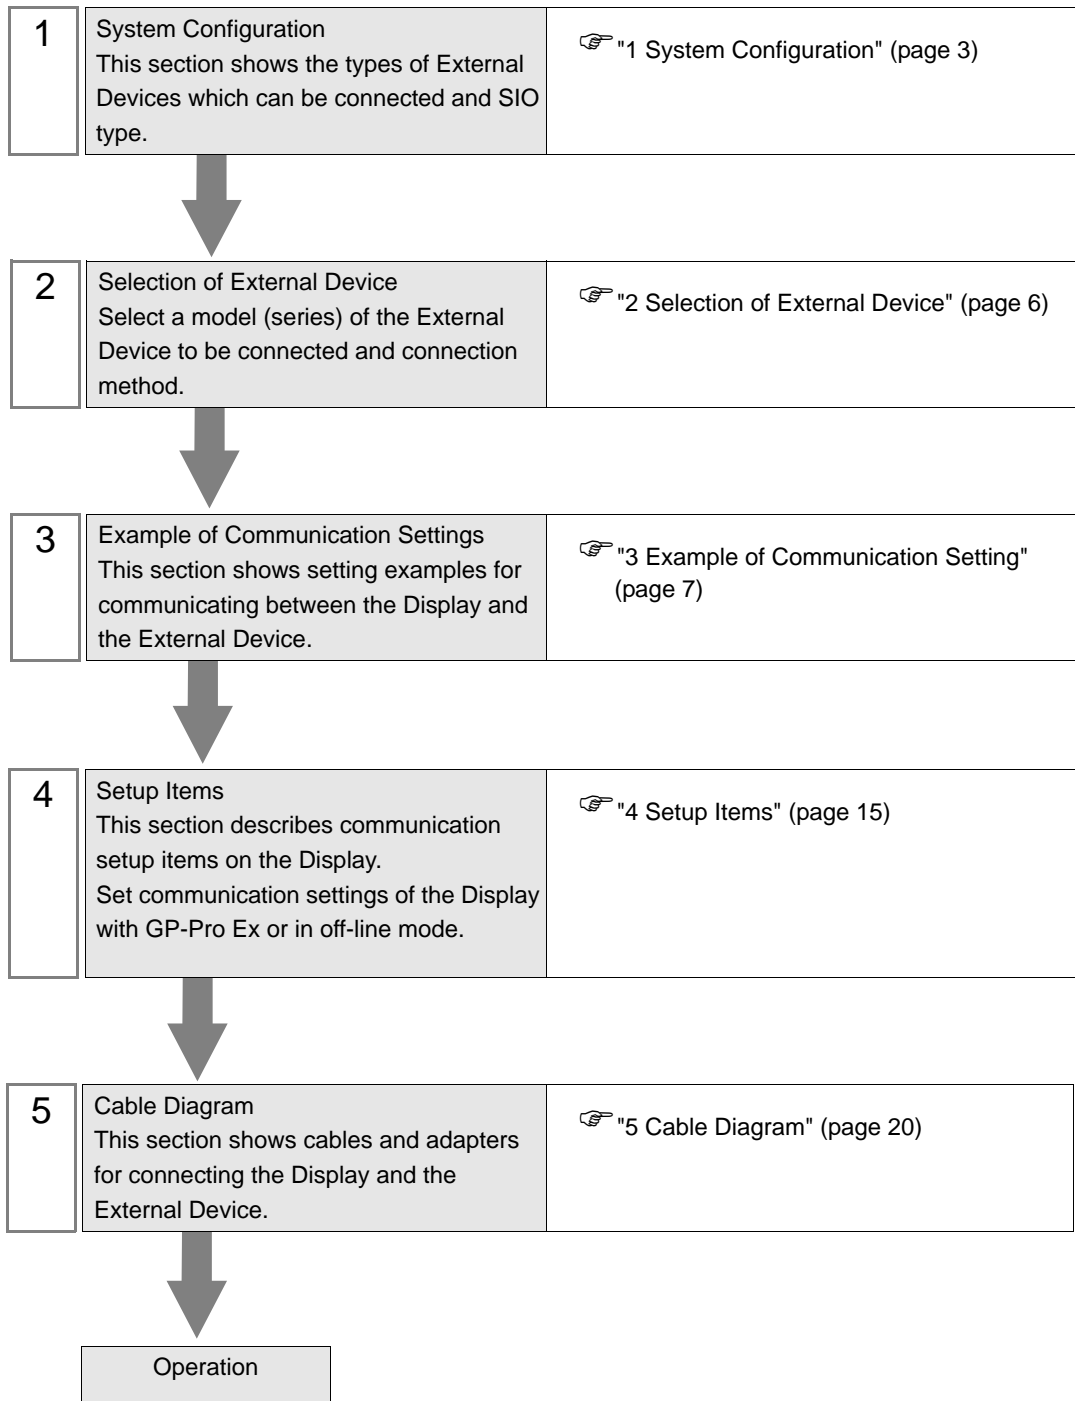 1
System Configuration
This section shows the types of External
Devices which can be connected and SIO
type.
"1 System Configuration" (page 3)
2
Selection of External Device
Select a model (series) of the External
Device to be connected and connection
method.
"2 Selection of External Device" (page 6)
3
Example of Communication Settings
This section shows setting examples for
communicating between the Display and
the External Device.
"3 Example of Communication Setting"
(page 7)
4
Setup Items
This section describes communication
setup items on the Display.
Set communication settings of the Display
with GP-Pro Ex or in off-line mode.
"4 Setup Items" (page 15)
5
Cable Diagram
This section shows cables and adapters
for connecting the Display and the
External Device.
"5 Cable Diagram" (page 20)
Operation